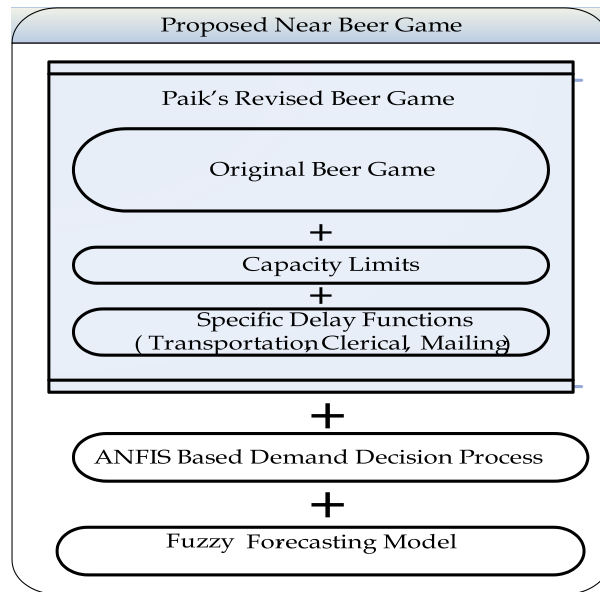 Proposed Near Beer Game
Paik's Revised Beer Game
Original Beer Game
+
Capacity Limits
+
Specific Delay Functions
( Transportation, Clerical, Mailing)
+
ANFIS Based Demand Decision Process
+
Fuzzy Forecasting Model